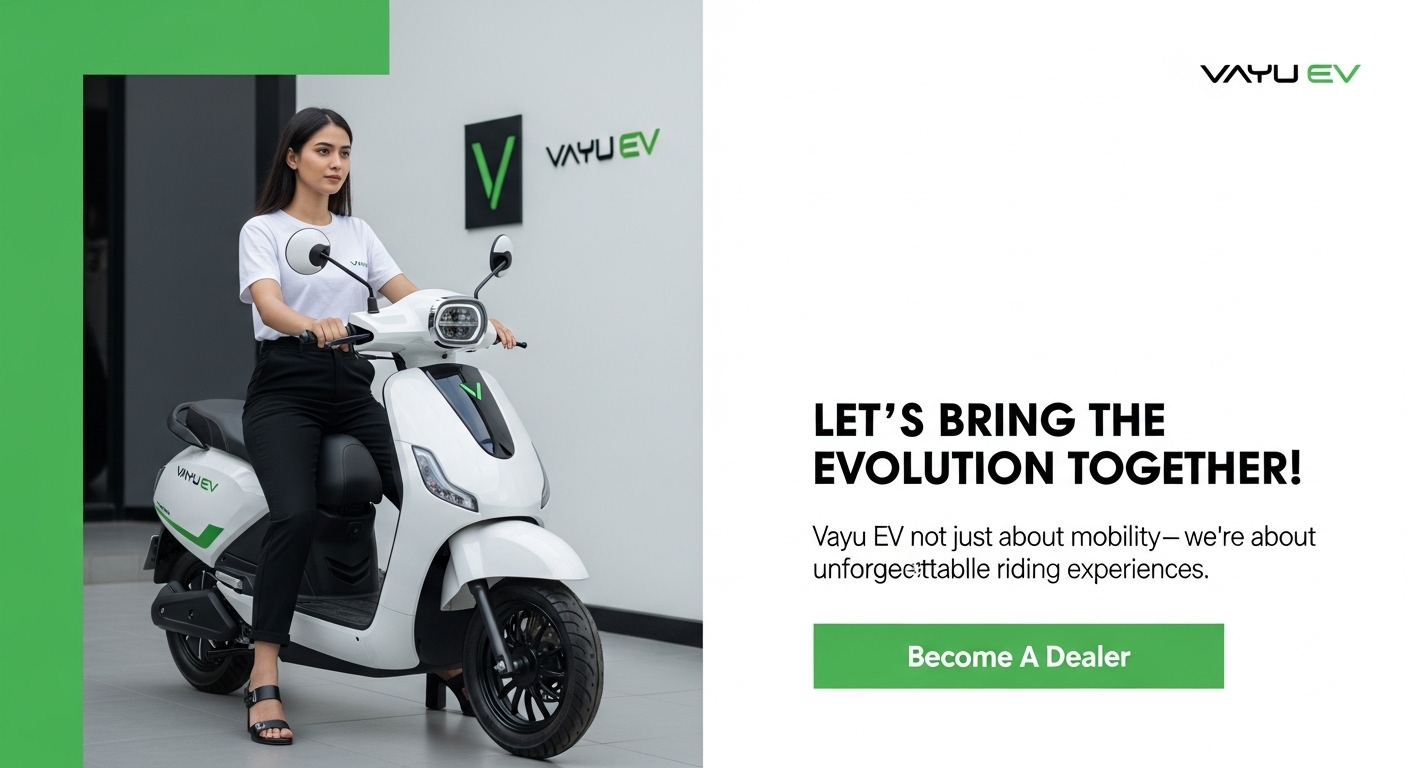 VAYU EV
VAYU EV
VAYU EV
LET'S BRING THE
EVOLUTION TOGETHER!
Vayu EV not just about mobility—we're about
riding experiences.
Become A Dealer